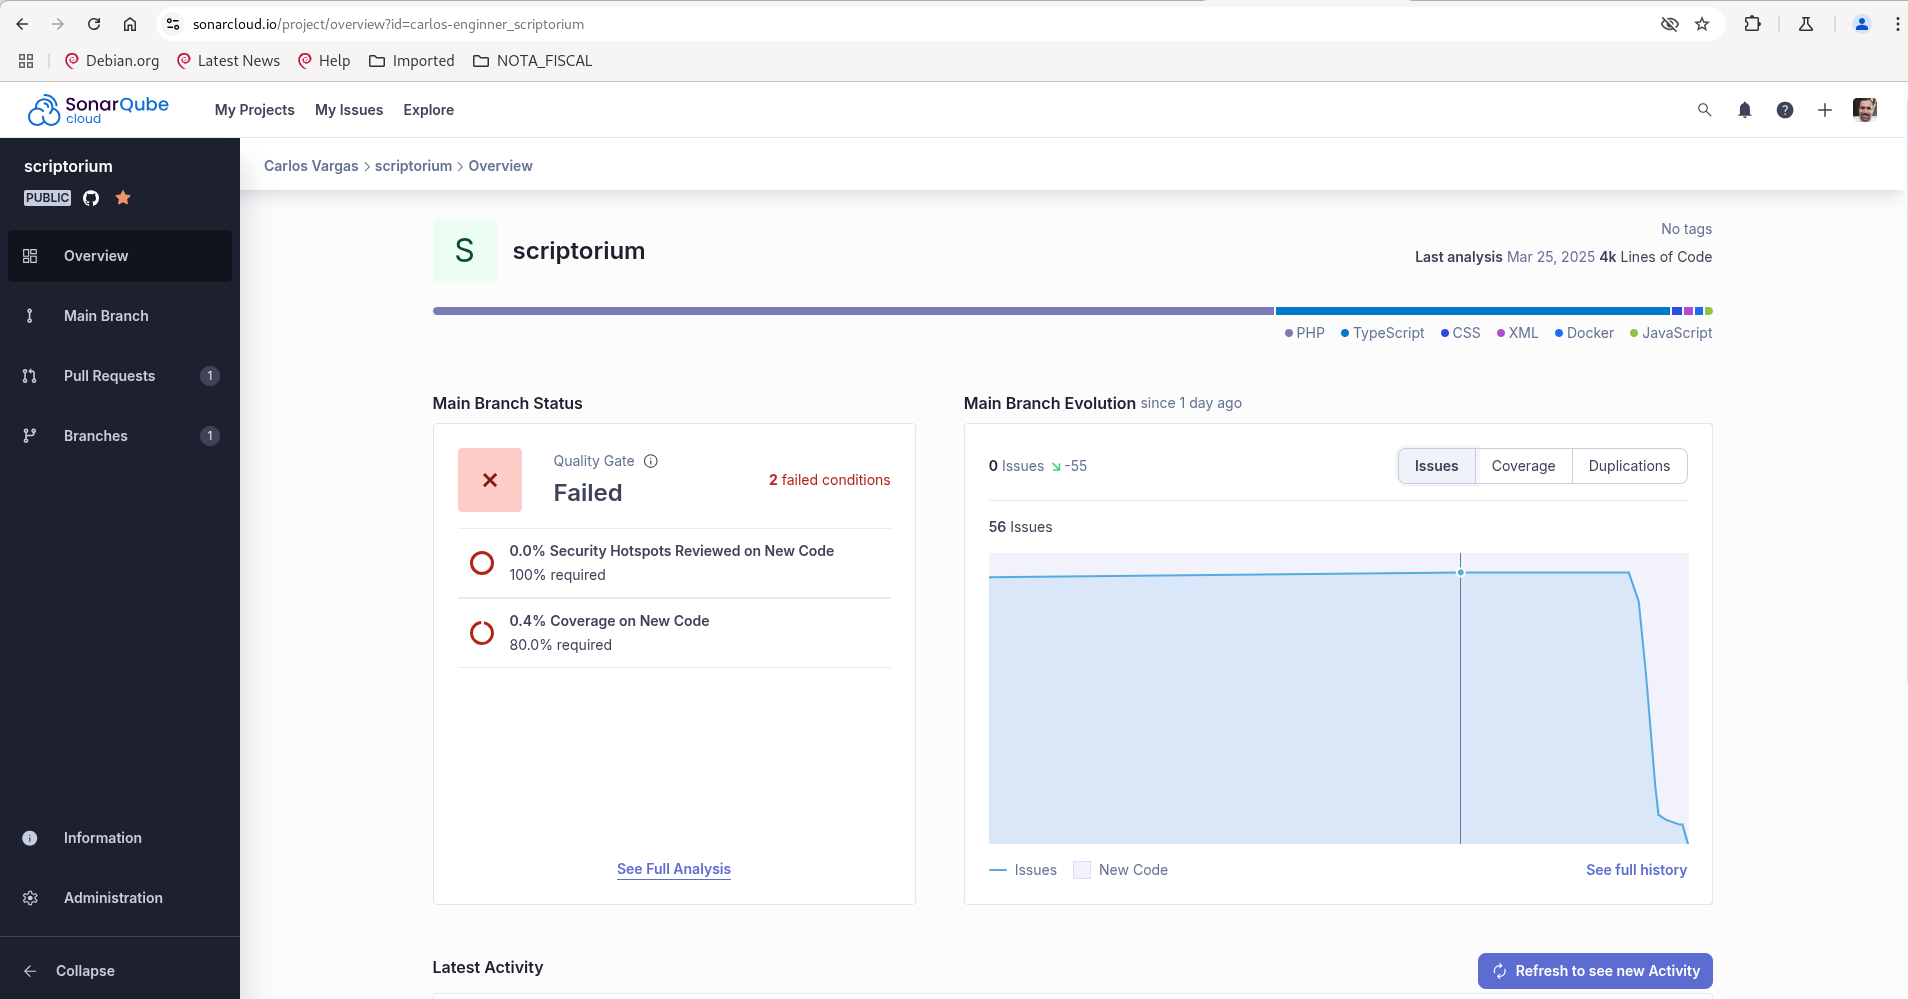 sonarcloud.io/project/overview?id=carlos-enginner_scriptorium
Debian.org Latest News Help Imported NOTA_FISCAL
SonarQube cloud
My Projects My Issues Explore
scriptorium
PUBLIC
Overview
Main Branch
Pull Requests 1
Branches 1
Information
Administration
Collapse
Carlos Vargas > scriptorium > Overview
S
scriptorium
No tags
Last analysis Mar 25, 2025 4k Lines of Code
PHP TypeScript CSS XML Docker JavaScript
Main Branch Status
Quality Gate
Failed
2 failed conditions
0.0% Security Hotspots Reviewed on New Code
100% required
0.4% Coverage on New Code
80.0% required
See Full Analysis
Main Branch Evolution since 1 day ago
0 Issues -55
Issues Coverage Duplications
56 Issues
Issues New Code
See full history
Latest Activity
Refresh to see new Activity